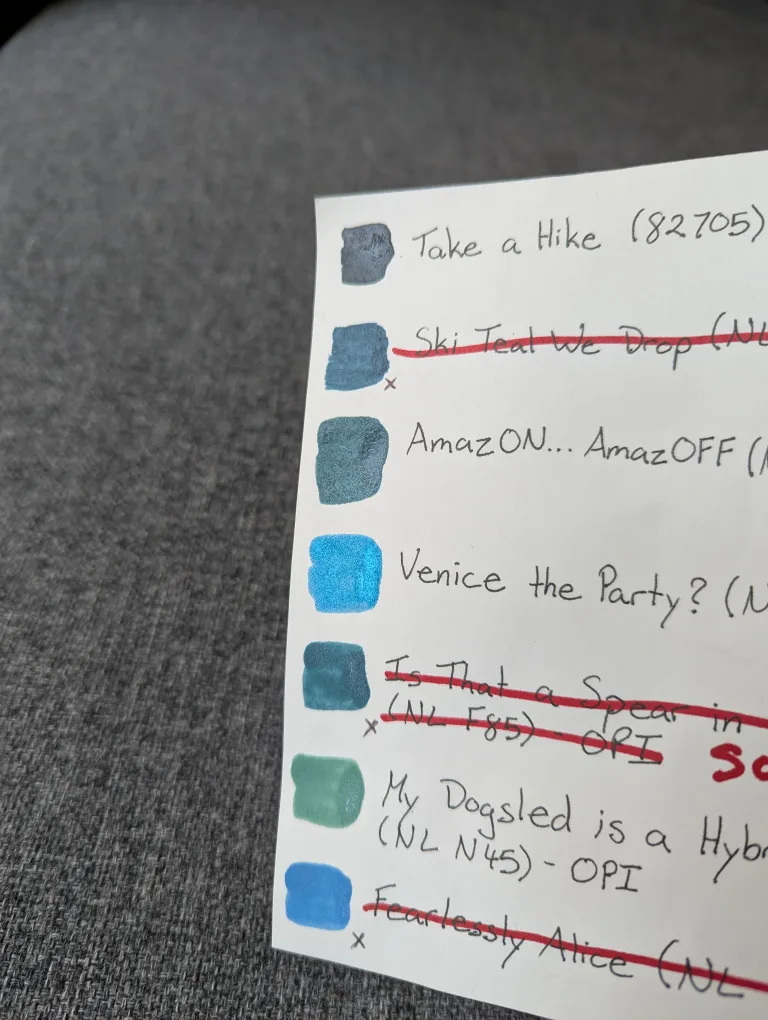 Take a Hike (82705)
Ski Teal We Drop (NL
x
AmazON... AmazOFF (N
Venice the Party? (N
Is That a Spear in
(NL F85) - OPI
x
My Dogsled is a Hybr
(NL N45) - OPI
Fearlessly Alice (NL
x